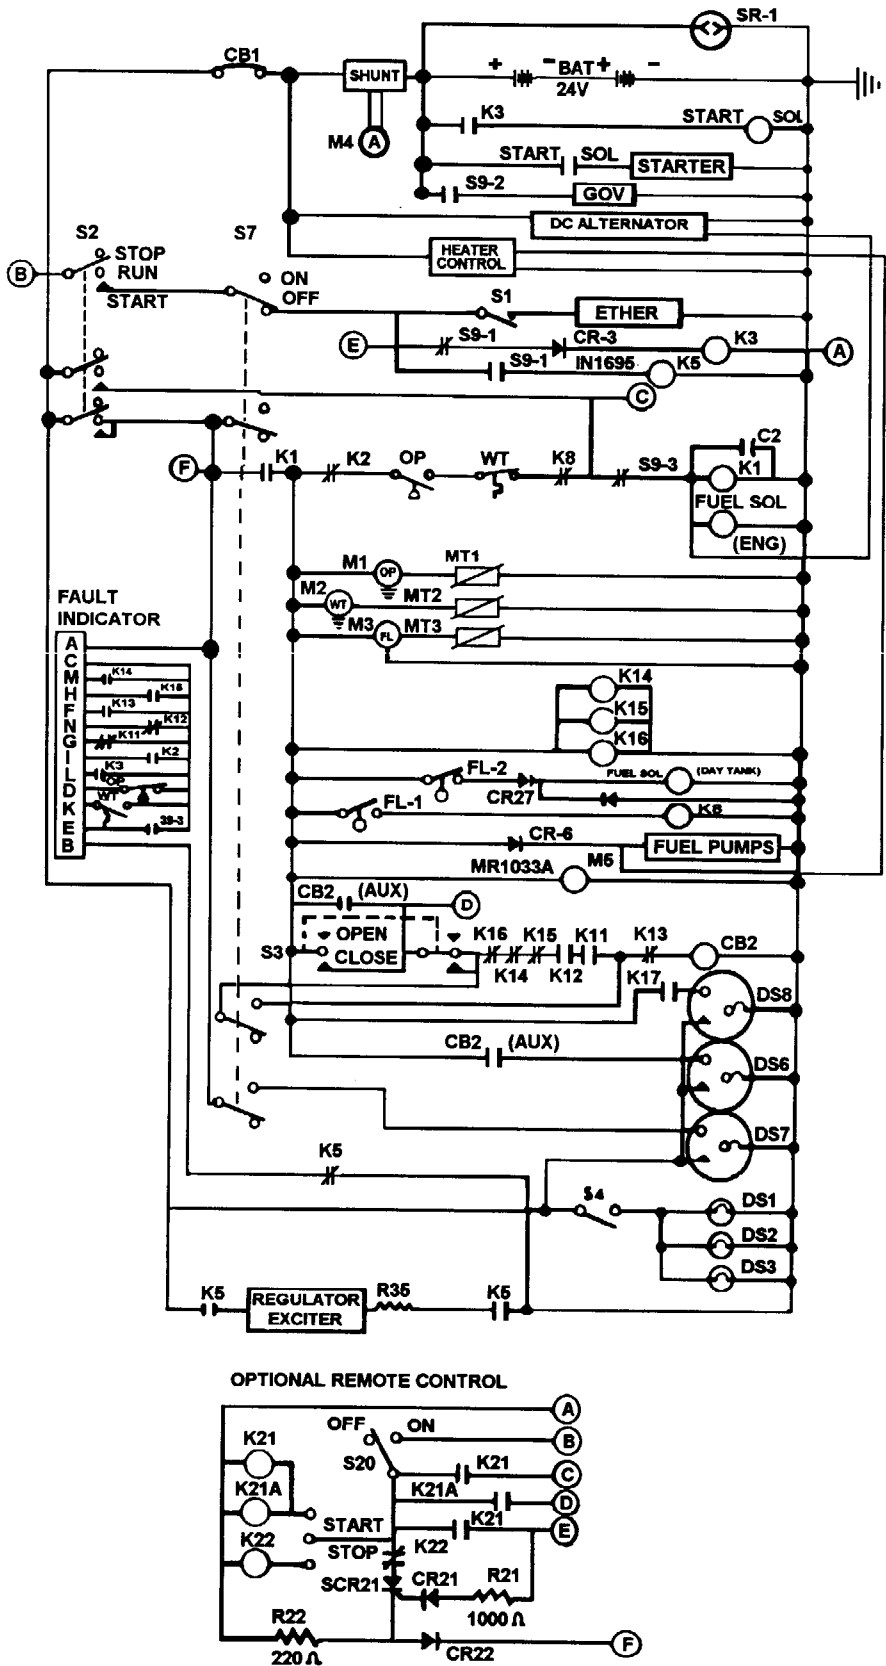 SR-1
CB1
SHUNT
+ - BAT + -
24V
M4 A
K3
START SOL
START SOL
STARTER
S9-2
GOV
DC ALTERNATOR
HEATER
CONTROL
S2
S7
STOP
RUN
START
B
ON
OFF
S1
ETHER
E
S9-1
CR-3
K3
A
S9-1
IN1695
K5
C
F
K1
K2
OP
WT
K8
S9-3
C2
K1
FUEL SOL
(ENG)
M1
OP
MT1
M2
WT
MT2
M3
FL
MT3
FAULT
INDICATOR
A
C
M
K14
H
K15
F
K13
N
K12
G
K11
I
K2
L
K3
D
OP
K
WT
E
39-3
B
K14
K15
K16
FL-2
CR27
FUEL SOL
(DAY TANK)
FL-1
K8
CR-6
FUEL PUMPS
MR1033A
M5
CB2 (AUX)
D
S3
OPEN
CLOSE
K16
K14
K15
K12
K11
K13
CB2
K17
DS8
CB2 (AUX)
DS6
DS7
K5
S4
DS1
DS2
DS3
K5
REGULATOR
EXCITER
R35
K5
OPTIONAL REMOTE CONTROL
A
OFF ON
B
S20
K21
K21
C
K21A
K21A
D
START
K21
E
K22
STOP
K22
SCR21
CR21
R21
1000 Ω
R22
220 Ω
CR22
F